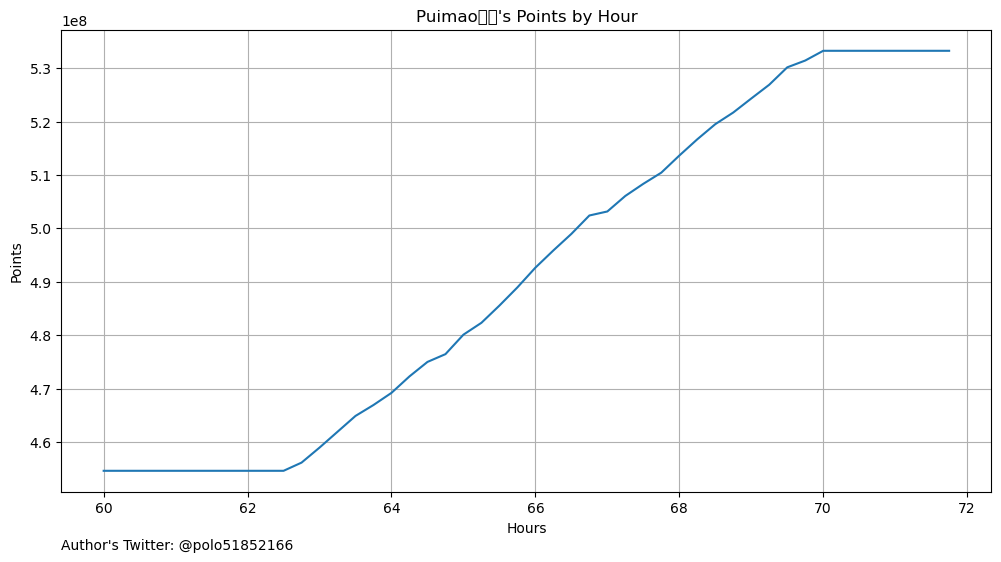 Puimao's Points by Hour
1e8
5.3
5.2
5.1
5.0
4.9
4.8
4.7
4.6
Points
60 62 64 66 68 70 72
Hours
Author's Twitter: @polo51852166